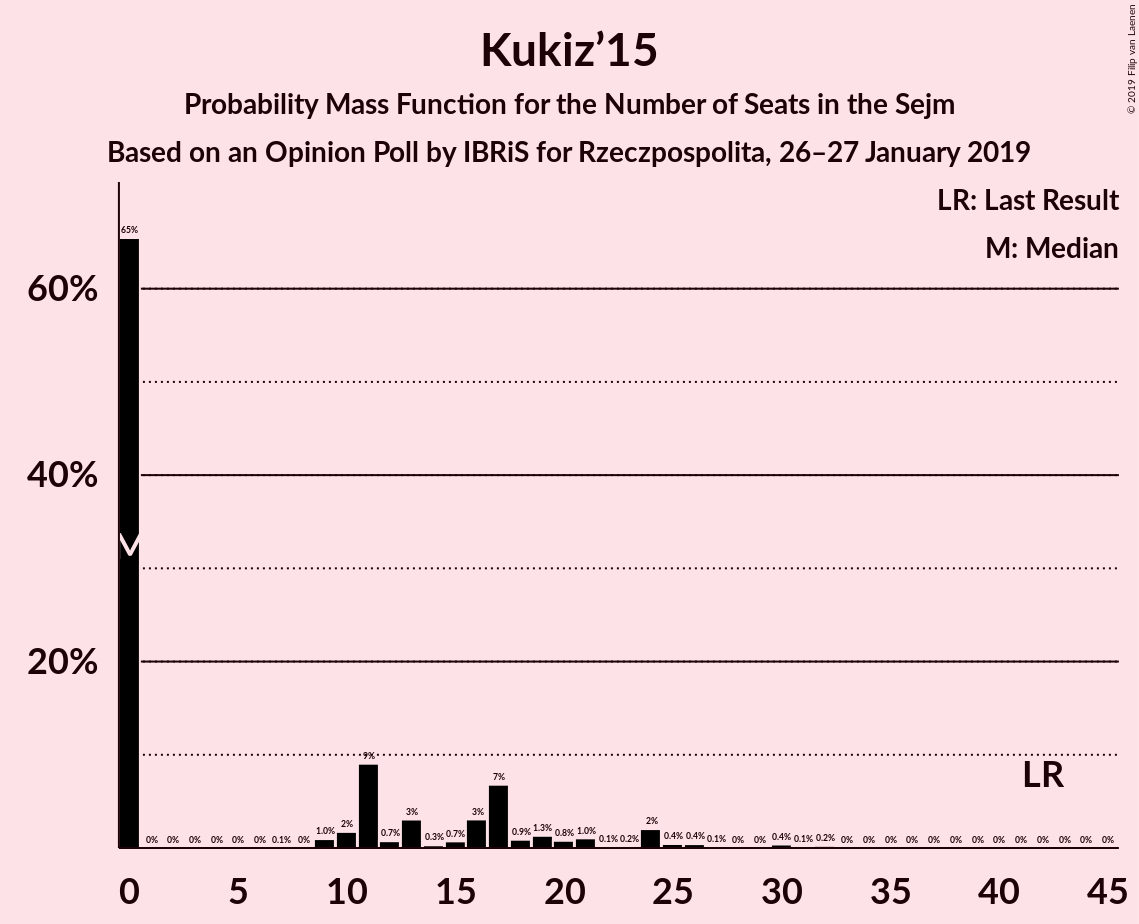 Kukiz’15
Probability Mass Function for the Number of Seats in the Sejm
Based on an Opinion Poll by IBRiS for Rzeczpospolita, 26–27 January 2019
© 2019 Filip van Laenen
LR: Last Result
M: Median
60%
40%
20%
65% 0% 0% 0% 0% 0% 0% 0.1% 0% 1.0% 2% 9% 0.7% 3% 0.3% 0.7% 3% 7% 0.9% 1.3% 0.8% 1.0% 0.1% 0.2% 2% 0.4% 0.4% 0.1% 0% 0% 0.4% 0.1% 0.2% 0% 0% 0% 0% 0% 0% 0% 0% 0% 0% 0% 0% 0%
LR
0 5 10 15 20 25 30 35 40 45